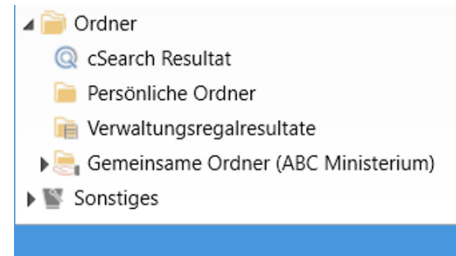 Ordner
cSearch Resultat
Persönliche Ordner
Verwaltungsregalresultate
Gemeinsame Ordner (ABC Ministerium)
Sonstiges